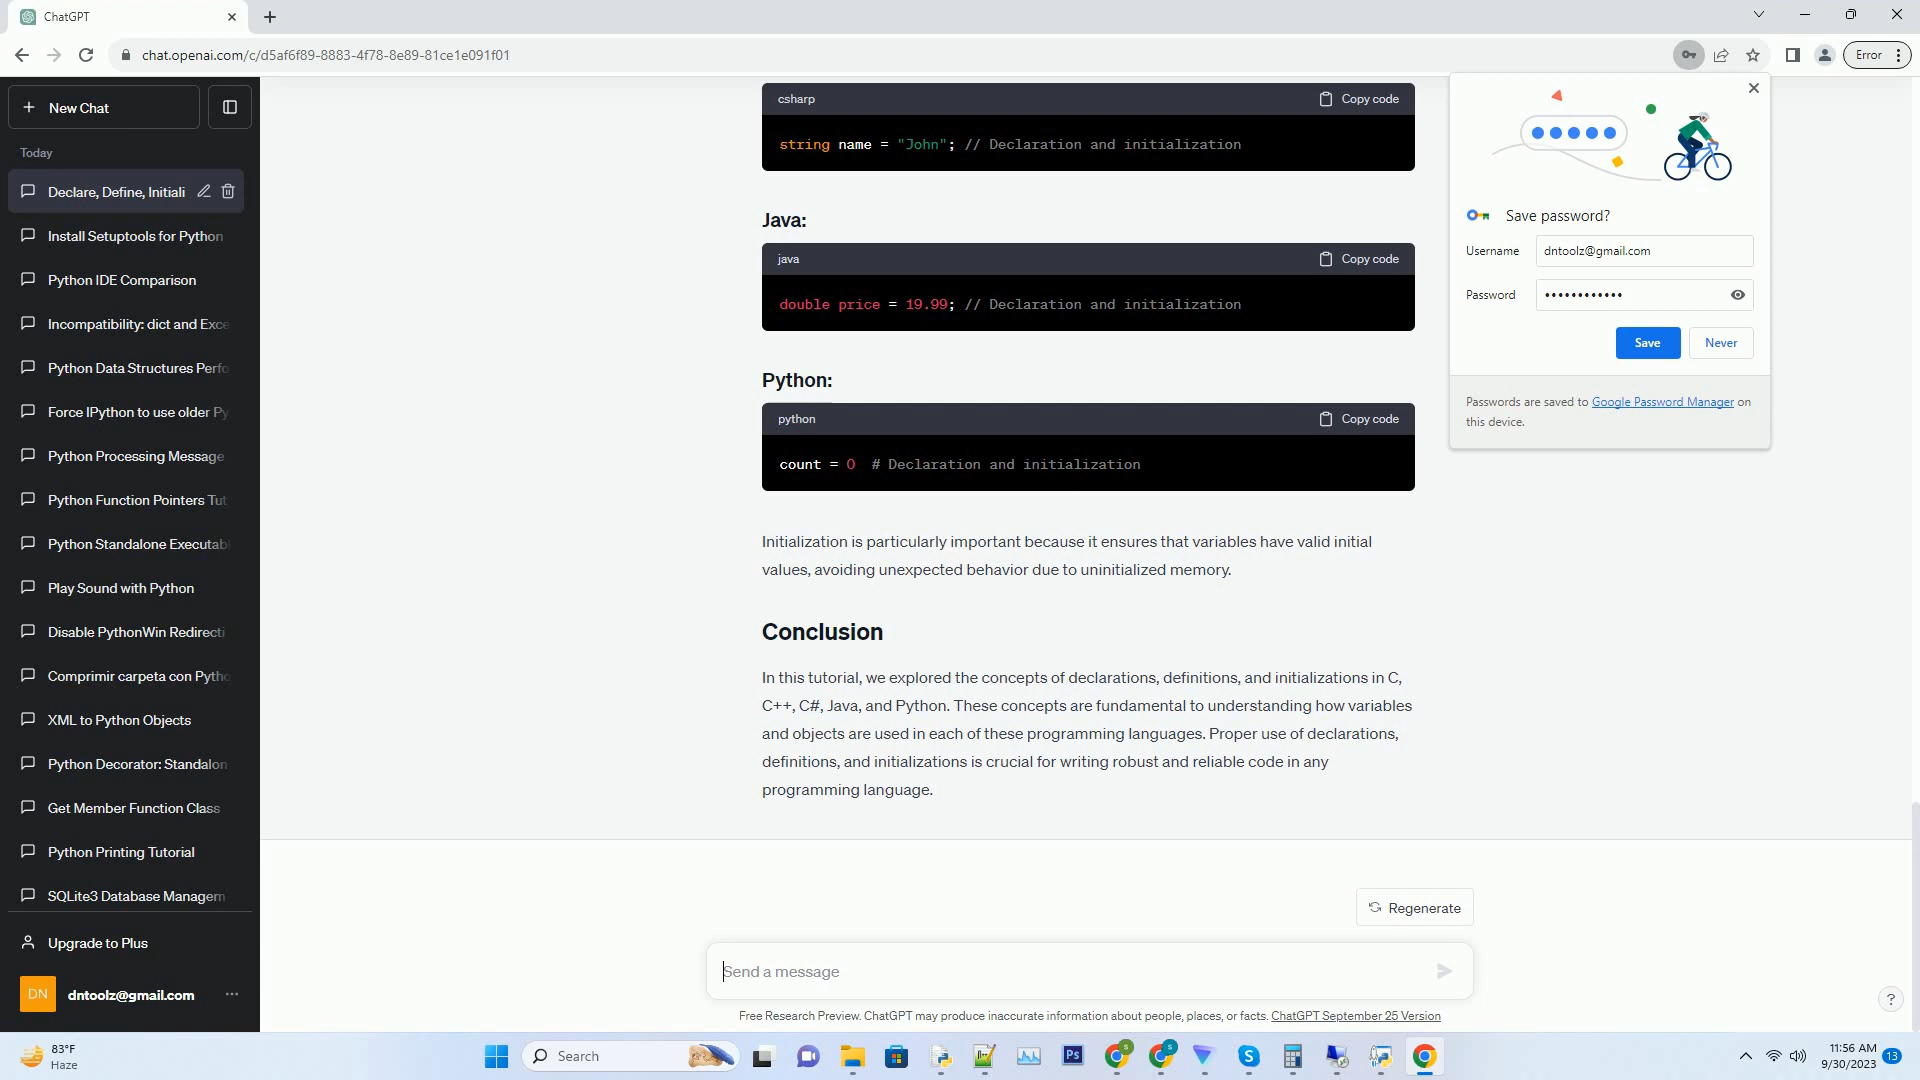 ChatGPT
chat.openai.com/c/d5af6f89-8883-4f78-8e89-81ce1e091f01
Error
New Chat
Today
Declare, Define, Initiali
Install Setuptools for Python
Python IDE Comparison
Incompatibility: dict and Exce
Python Data Structures Perfo
Force IPython to use older Py
Python Processing Message
Python Function Pointers Tut
Python Standalone Executabl
Play Sound with Python
Disable PythonWin Redirecti
Comprimir carpeta con Pytho
XML to Python Objects
Python Decorator: Standalon
Get Member Function Class
Python Printing Tutorial
SQLite3 Database Managem
Upgrade to Plus
DN
dntoolz@gmail.com
csharp
Copy code
string name = "John"; // Declaration and initialization
Java:
java
Copy code
double price = 19.99; // Declaration and initialization
Python:
python
Copy code
count = 0  # Declaration and initialization
Initialization is particularly important because it ensures that variables have valid initial
values, avoiding unexpected behavior due to uninitialized memory.
Conclusion
In this tutorial, we explored the concepts of declarations, definitions, and initializations in C,
C++, C#, Java, and Python. These concepts are fundamental to understanding how variables
and objects are used in each of these programming languages. Proper use of declarations,
definitions, and initializations is crucial for writing robust and reliable code in any
programming language.
Regenerate
Send a message
Free Research Preview. ChatGPT may produce inaccurate information about people, places, or facts. ChatGPT September 25 Version
?
Save password?
Username
dntoolz@gmail.com
Password
••••••••••••
Save
Never
Passwords are saved to Google Password Manager on
this device.
83°F
Haze
Search
Ps
S
S
S
11:56 AM
9/30/2023
13